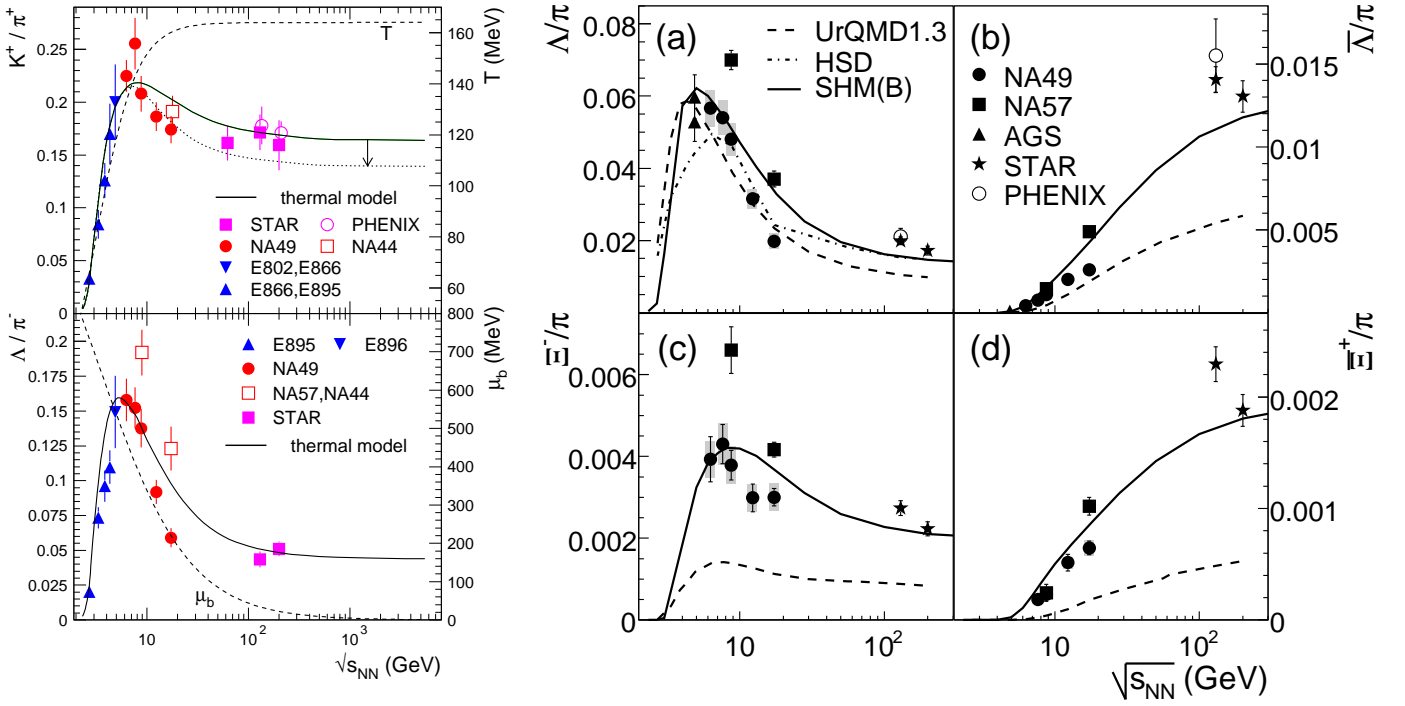 K+ / π+
0.25
0.2
0.15
0.1
0.05
0
T
160
140
120
100
80
60
T (MeV)
thermal model
STAR
PHENIX
NA49
NA44
E802,E866
E866,E895
Λ / π-
0.2
0.175
0.15
0.125
0.1
0.075
0.05
0.025
0
800
700
600
500
400
300
200
100
0
μb (MeV)
E895
E896
NA49
NA57,NA44
STAR
thermal model
μb
10
10²
10³
√sNN (GeV)
Λ/π
0.08
0.06
0.04
0.02
0
(a)
UrQMD1.3
HSD
SHM(B)
(b)
NA49
NA57
AGS
STAR
PHENIX
Λ̅/π
0.015
0.01
0.005
0
Ξ-/π
0.006
0.004
0.002
0
(c)
(d)
Ξ̅+/π
0.002
0.001
0
10
10²
10
10²
√sNN (GeV)